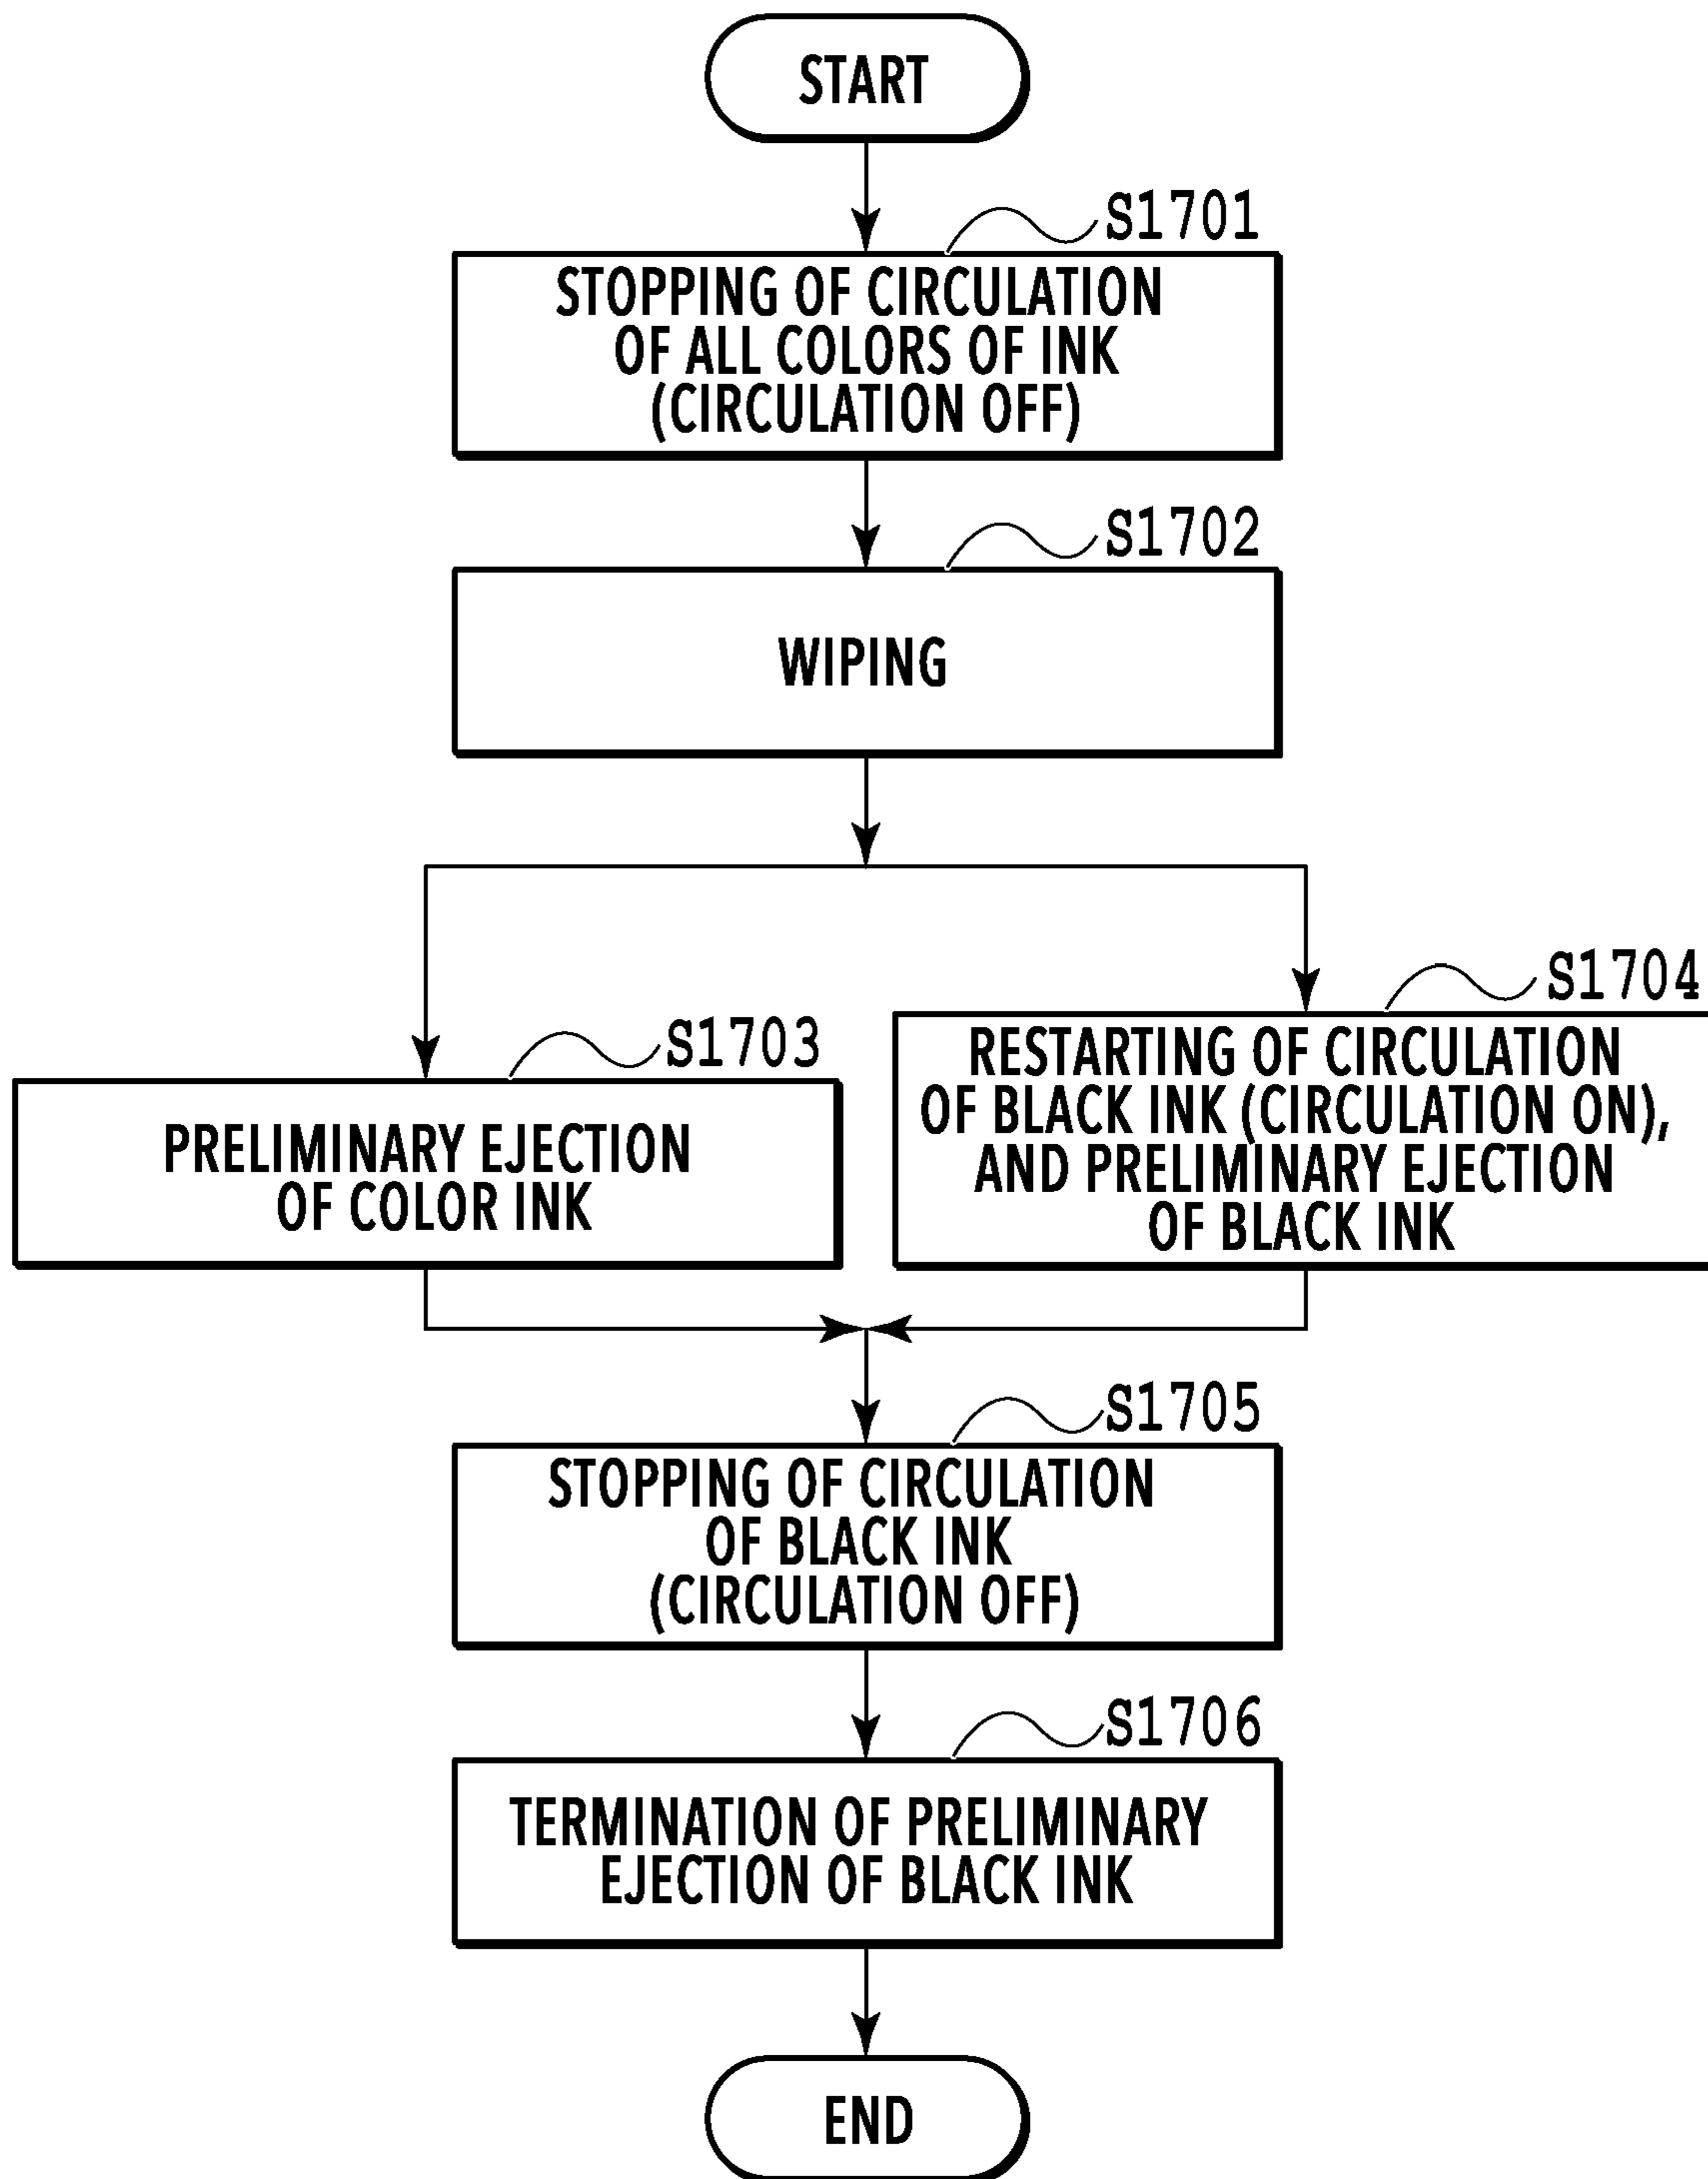 START
S1701
STOPPING OF CIRCULATION
OF ALL COLORS OF INK
(CIRCULATION OFF)
S1702
WIPING
S1703
PRELIMINARY EJECTION
OF COLOR INK
S1704
RESTARTING OF CIRCULATION
OF BLACK INK (CIRCULATION ON),
AND PRELIMINARY EJECTION
OF BLACK INK
S1705
STOPPING OF CIRCULATION
OF BLACK INK
(CIRCULATION OFF)
S1706
TERMINATION OF PRELIMINARY
EJECTION OF BLACK INK
END